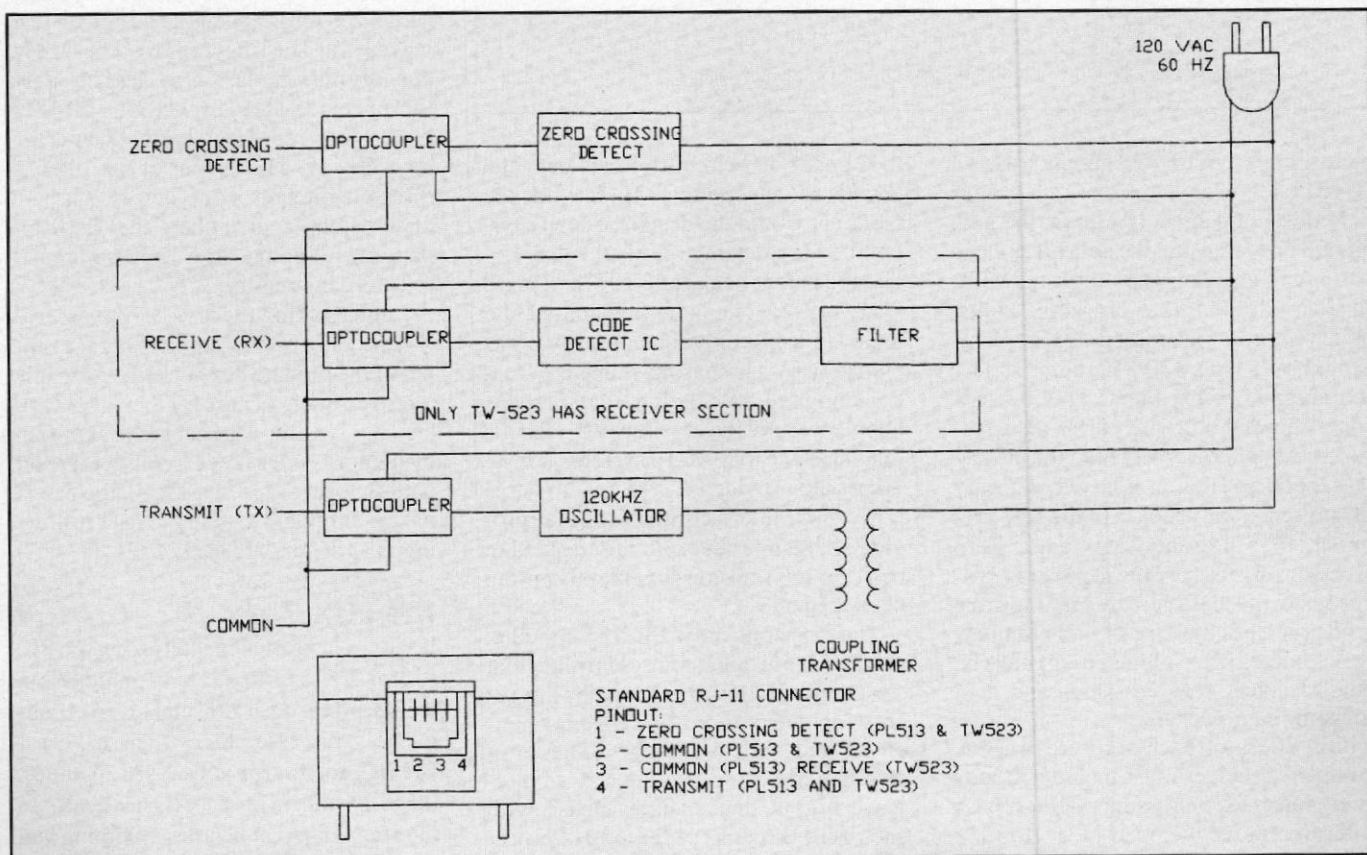 120 VAC
60 HZ
ZERO CROSSING
DETECT
OPTOCOUPLER
ZERO CROSSING
DETECT
RECEIVE (RX)
OPTOCOUPLER
CODE
DETECT IC
FILTER
ONLY TW-523 HAS RECEIVER SECTION
TRANSMIT (TX)
OPTOCOUPLER
120KHZ
OSCILLATOR
COMMON
COUPLING
TRANSFORMER
1 2 3 4
STANDARD RJ-11 CONNECTOR
PINOUT:
1 - ZERO CROSSING DETECT (PL513 & TW523)
2 - COMMON (PL513 & TW523)
3 - COMMON (PL513) RECEIVE (TW523)
4 - TRANSMIT (PL513 AND TW523)